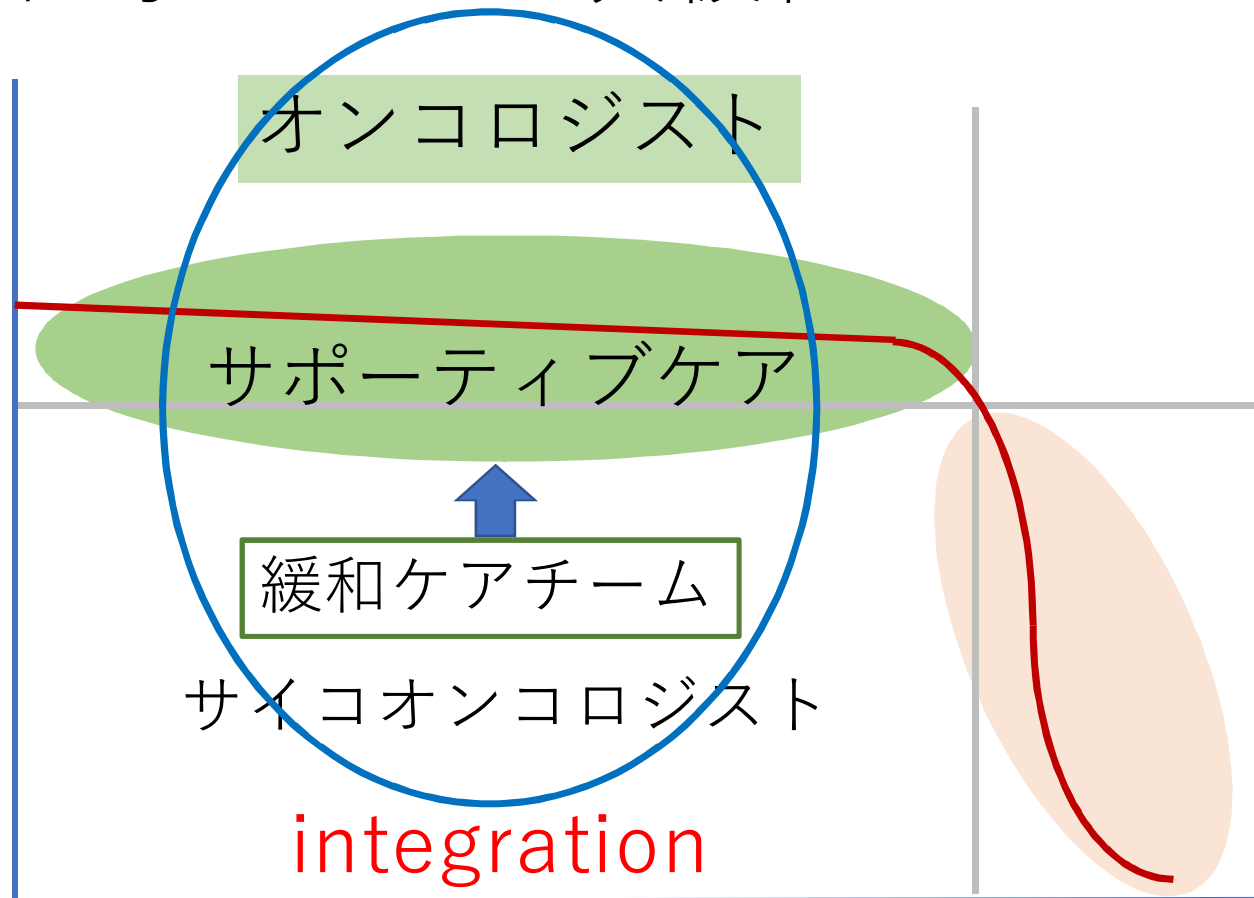 オンコロジスト
サポーティブケア
緩和ケアチーム
サイコオンコロジスト
integration